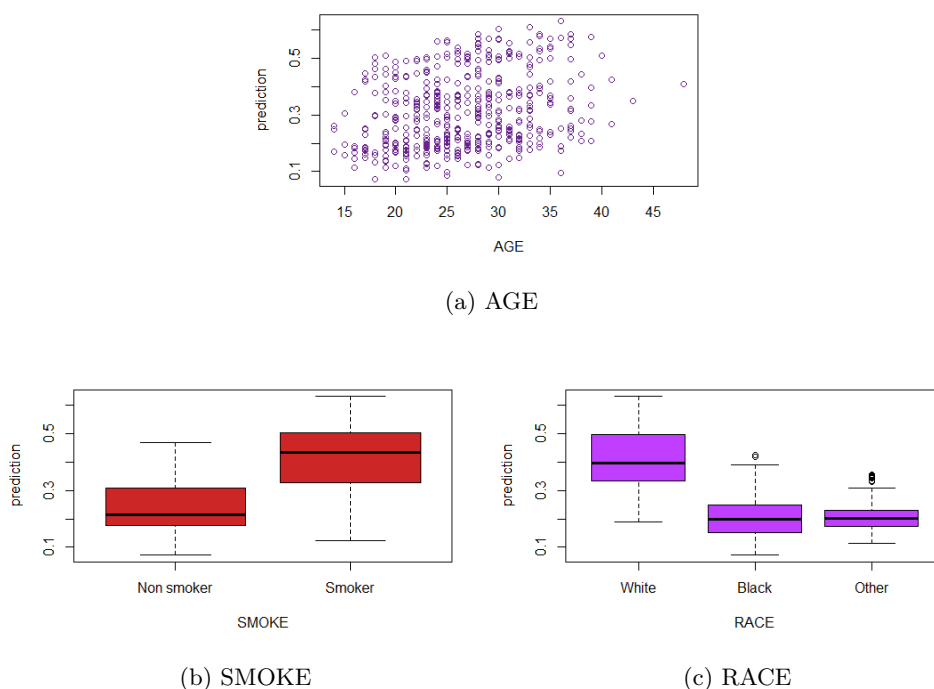 prediction
0.1 0.3 0.5
15 20 25 30 35 40 45
AGE
(a) AGE
prediction
0.1 0.3 0.5
Non smoker Smoker
SMOKE
(b) SMOKE
prediction
0.1 0.3 0.5
White Black Other
RACE
(c) RACE